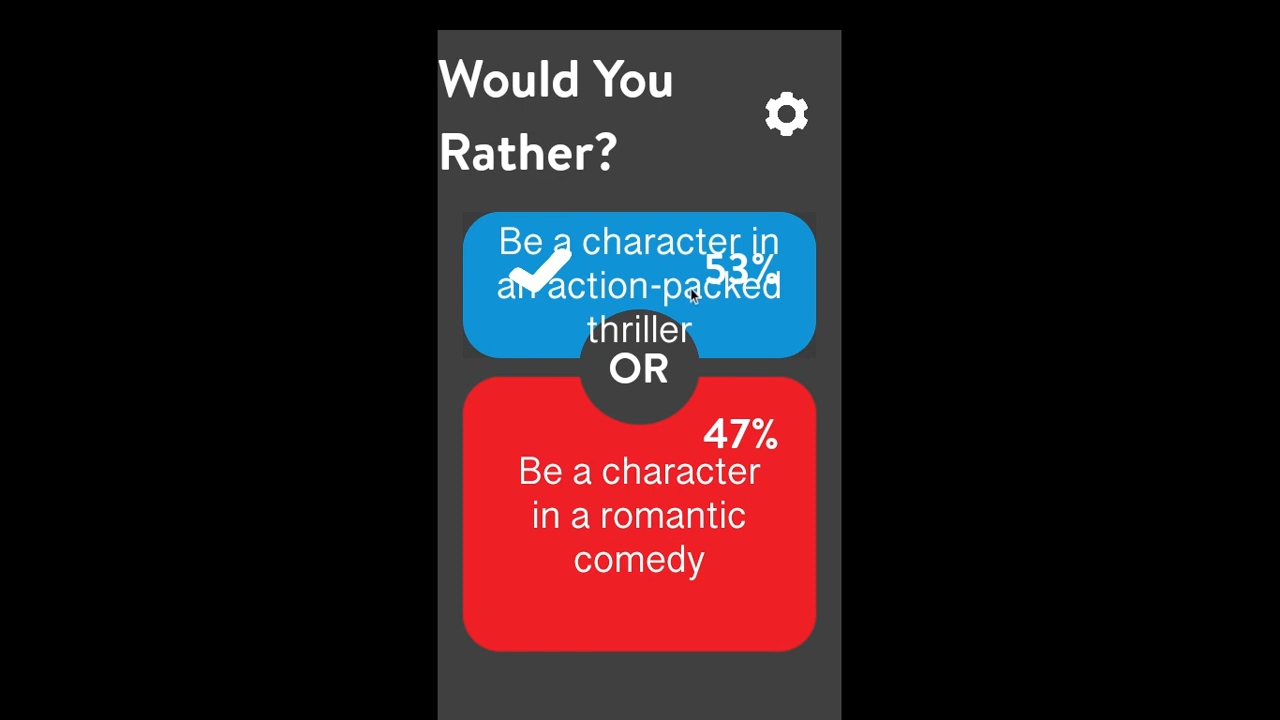 Would You
Rather?
Be a character in
53%
an action-packed
thriller
OR
47%
Be a character
in a romantic
comedy